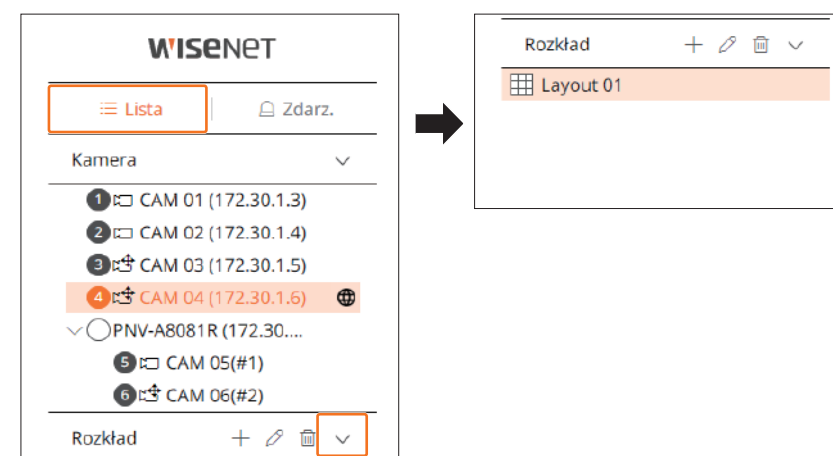 WISENET
Lista
Zdarz.
Kamera
1 CAM 01 (172.30.1.3)
2 CAM 02 (172.30.1.4)
3 CAM 03 (172.30.1.5)
4 CAM 04 (172.30.1.6)
PNV-A8081R (172.30....
5 CAM 05(#1)
6 CAM 06(#2)
Rozkład
Rozkład
Layout 01